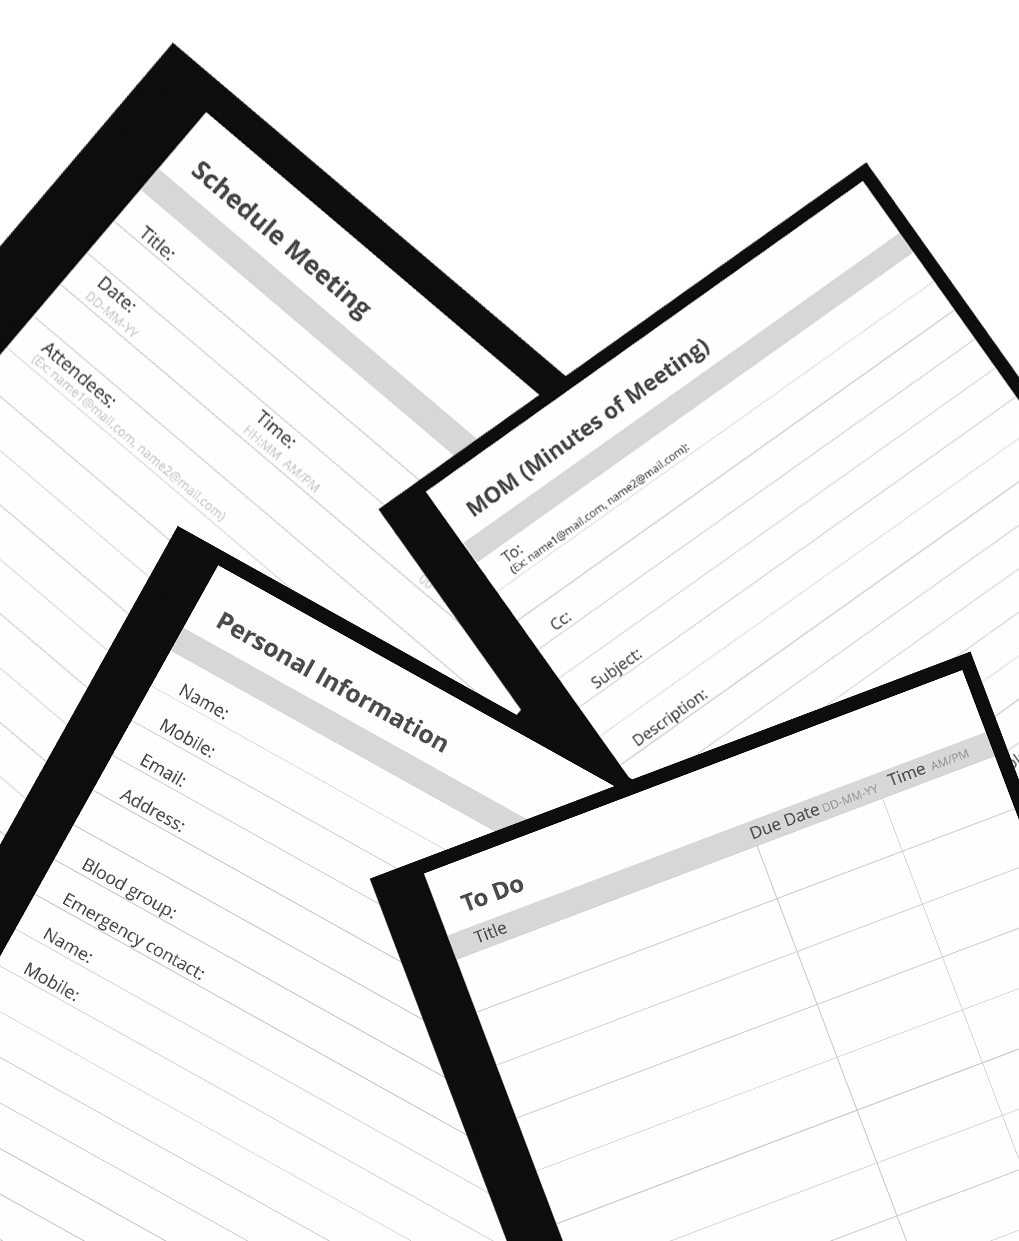 Schedule Meeting
Title:
Date:
DD-MM-YY
Time:
HH:MM AM/PM
Attendees:
(Ex: name1@mail.com, name2@mail.com)
00
MOM (Minutes of Meeting)
To:
(Ex: name1@mail.com, name2@mail.com):
Cc:
Subject:
Description:
Personal Information
Name:
Mobile:
Email:
Address:
Blood group:
Emergency contact:
Name:
Mobile:
To Do
Title Due Date DD-MM-YY Time AM/PM